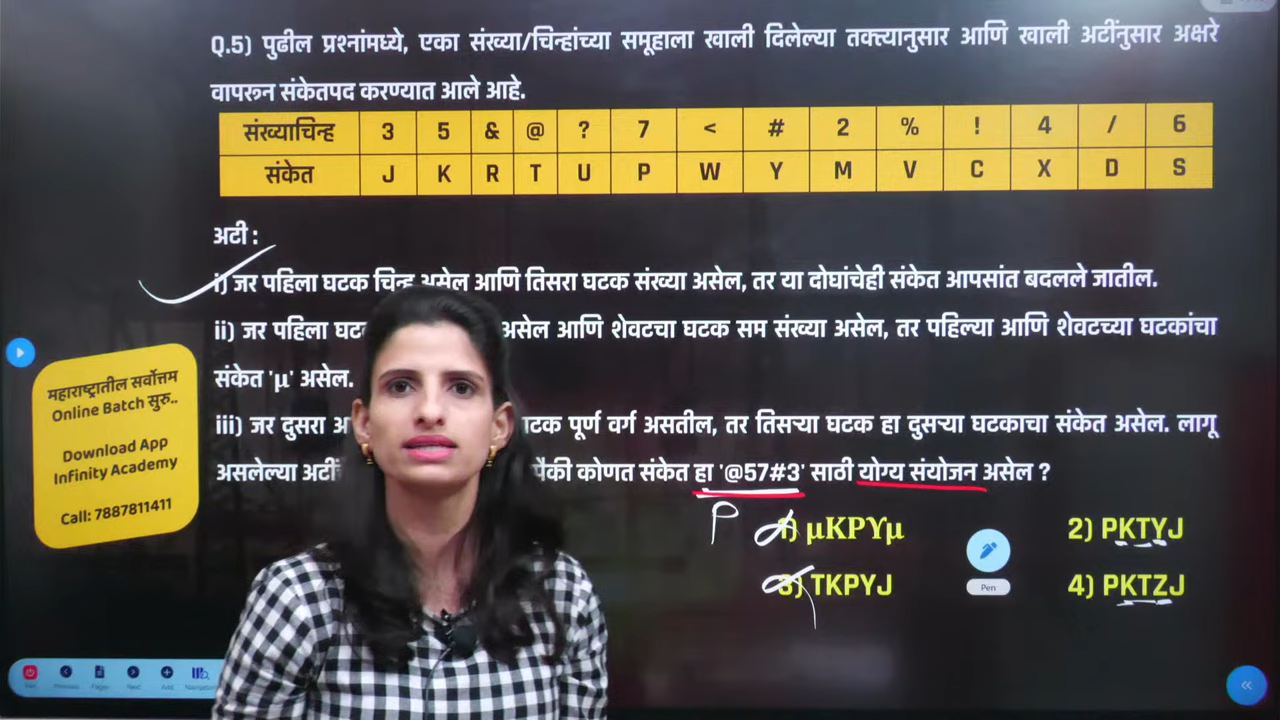 Q.5) पुढील प्रश्नांमध्ये, एका संख्या/चिन्हांच्या समूहाला खाली दिलेल्या तक्त्यानुसार आणि खाली अटींनुसार अक्षरे
वापरून संकेतपद करण्यात आले आहे.
संख्याचिन्ह 3 5 & @ ? 7 < # 2 % ! 4 / 6
संकेत J K R T U P W Y M V C X D S
अटी :
i) जर पहिला घटक चिन्ह असेल आणि तिसरा घटक संख्या असेल, तर या दोघांचेही संकेत आपसांत बदलले जातील.
ii) जर पहिला असेल आणि शेवटचा घटक सम संख्या असेल, तर पहिल्या आणि शेवटच्या घटकांचा
संकेत 'μ' असेल.
iii) जर दुसरा पूर्ण वर्ग असतील, तर तिसऱ्या घटक हा दुसऱ्या घटकाचा संकेत असेल. लागू
असलेल्या कोणत संकेत हा '@57#3' साठी योग्य संयोजन असेल ?
P 1) μKPYμ 2) PKTYJ
3) TKPYJ 4) PKTZJ
Pen
महाराष्ट्रातील सर्वोत्तम
Online Batch सुरु..
Download App
Infinity Academy
Call: 7887811411